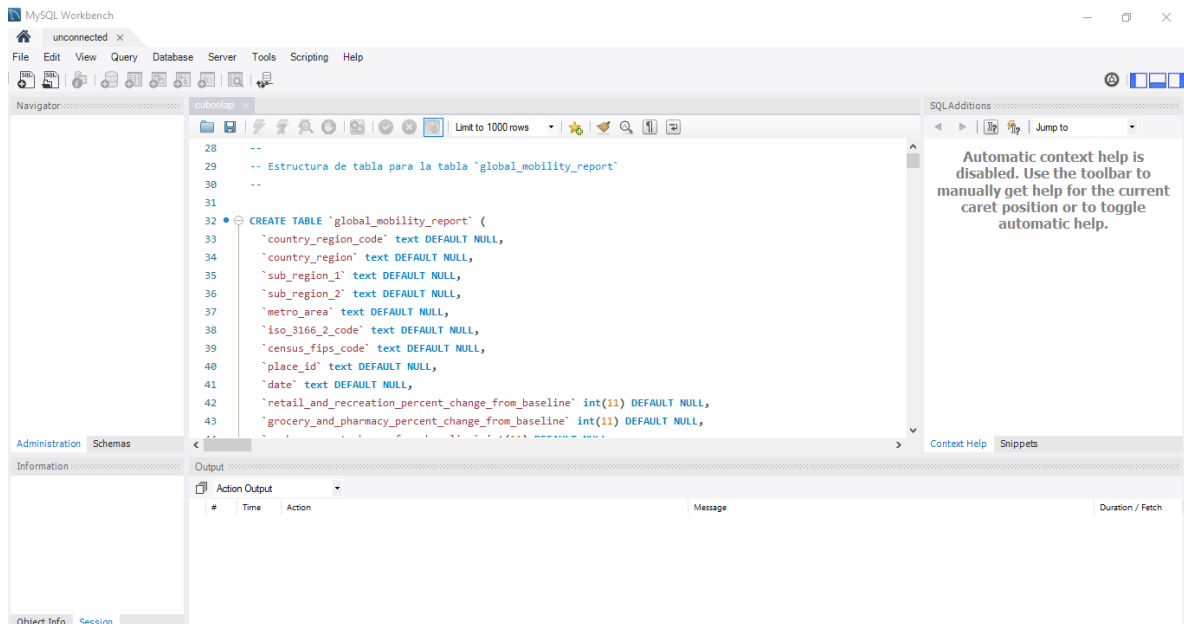 MySQL Workbench
unconnected ×
File Edit View Query Database Server Tools Scripting Help
Navigator
cuboolap ×
SQLAdditions
Limit to 1000 rows
Jump to
28 --
29 -- Estructura de tabla para la tabla `global_mobility_report`
30 --
31
32 CREATE TABLE `global_mobility_report` (
33 `country_region_code` text DEFAULT NULL,
34 `country_region` text DEFAULT NULL,
35 `sub_region_1` text DEFAULT NULL,
36 `sub_region_2` text DEFAULT NULL,
37 `metro_area` text DEFAULT NULL,
38 `iso_3166_2_code` text DEFAULT NULL,
39 `census_fips_code` text DEFAULT NULL,
40 `place_id` text DEFAULT NULL,
41 `date` text DEFAULT NULL,
42 `retail_and_recreation_percent_change_from_baseline` int(11) DEFAULT NULL,
43 `grocery_and_pharmacy_percent_change_from_baseline` int(11) DEFAULT NULL,
Automatic context help is
disabled. Use the toolbar to
manually get help for the current
caret position or to toggle
automatic help.
Administration Schemas
Context Help Snippets
Information
Output
Action Output
# Time Action Message Duration / Fetch
Object Info Session